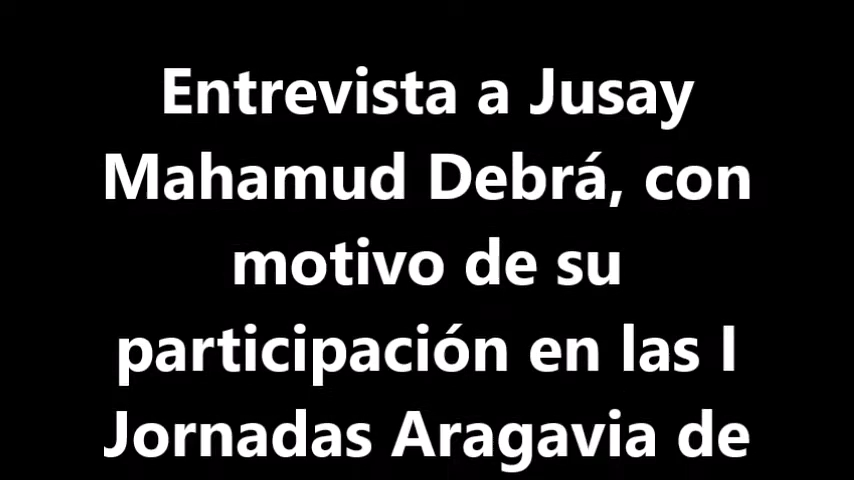 Entrevista a Jusay
Mahamud Debrá, con
motivo de su
participación en las I
Jornadas Aragavia de